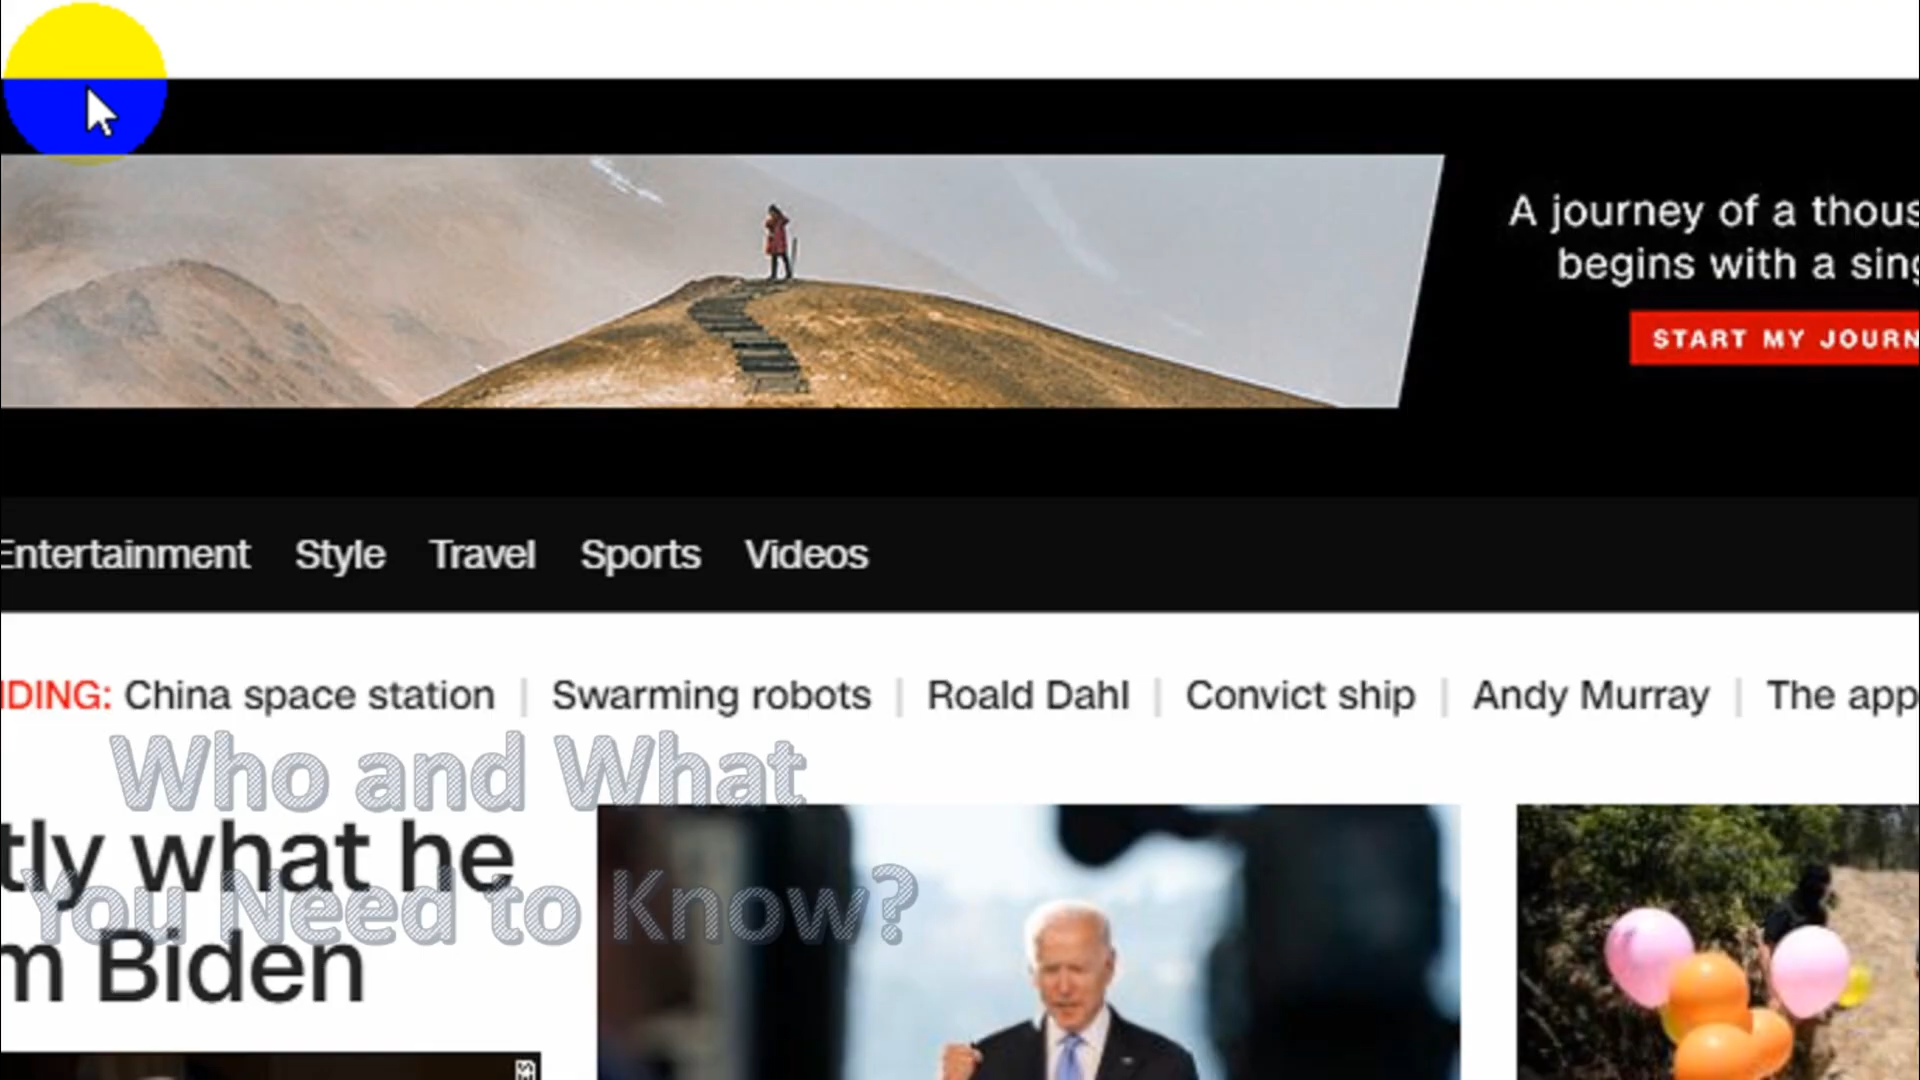 A journey of a thous
begins with a sing
START MY JOURN
Entertainment Style Travel Sports Videos
NDING: China space station | Swarming robots | Roald Dahl | Convict ship | Andy Murray | The app
Who and What
tly what he
You Need to Know?
m Biden
ES